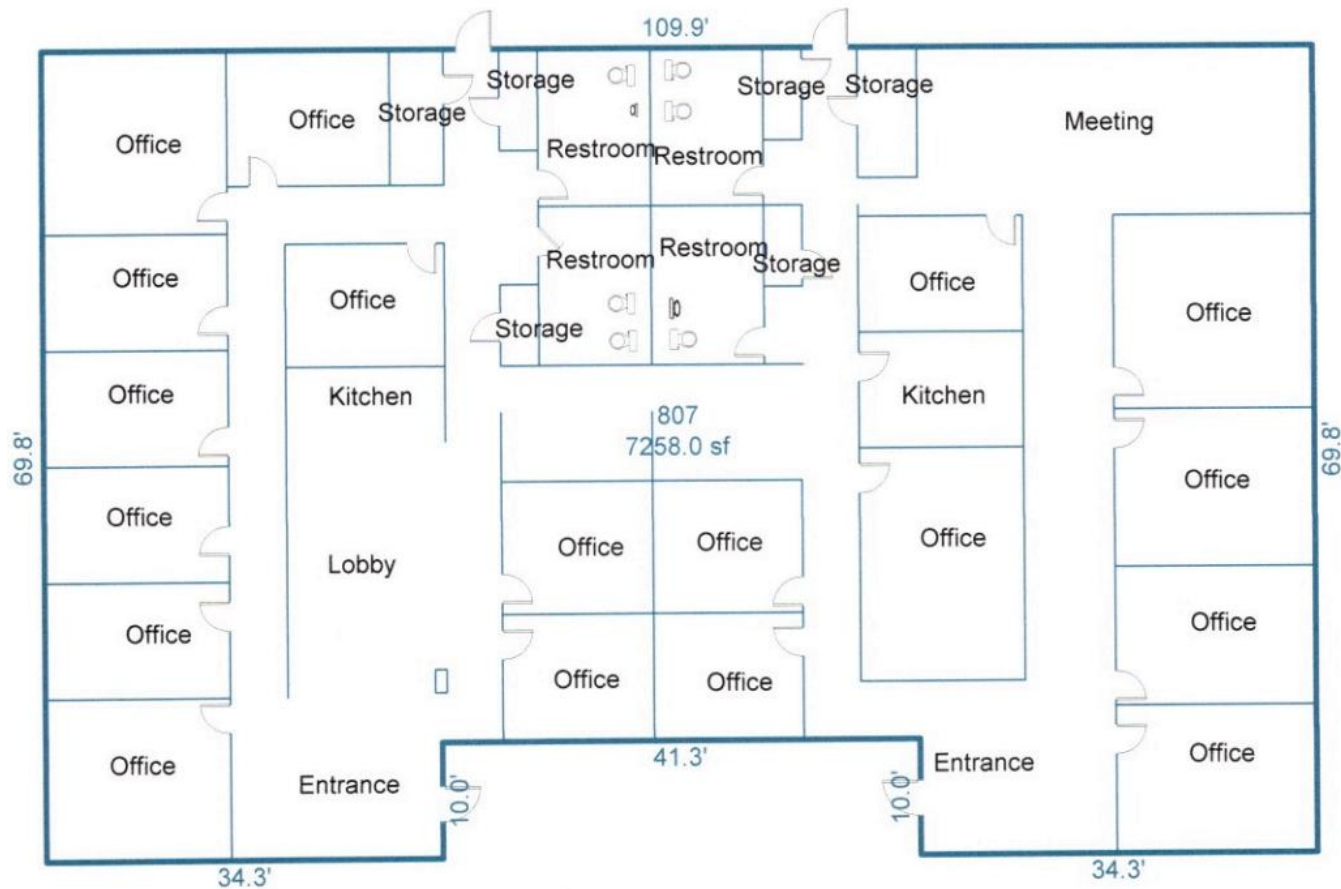 109.9'
Storage
Storage
Storage
Storage
Office
Office
Meeting
Restroom
Restroom
Office
Office
Restroom
Restroom
Storage
Office
Office
Storage
Office
Kitchen
Kitchen
807
7258.0 sf
69.8'
69.8'
Office
Office
Office
Office
Lobby
Office
Office
Office
Office
Office
Office
Office
Office
Entrance
Entrance
Office
41.3'
10.0'
10.0'
34.3'
34.3'